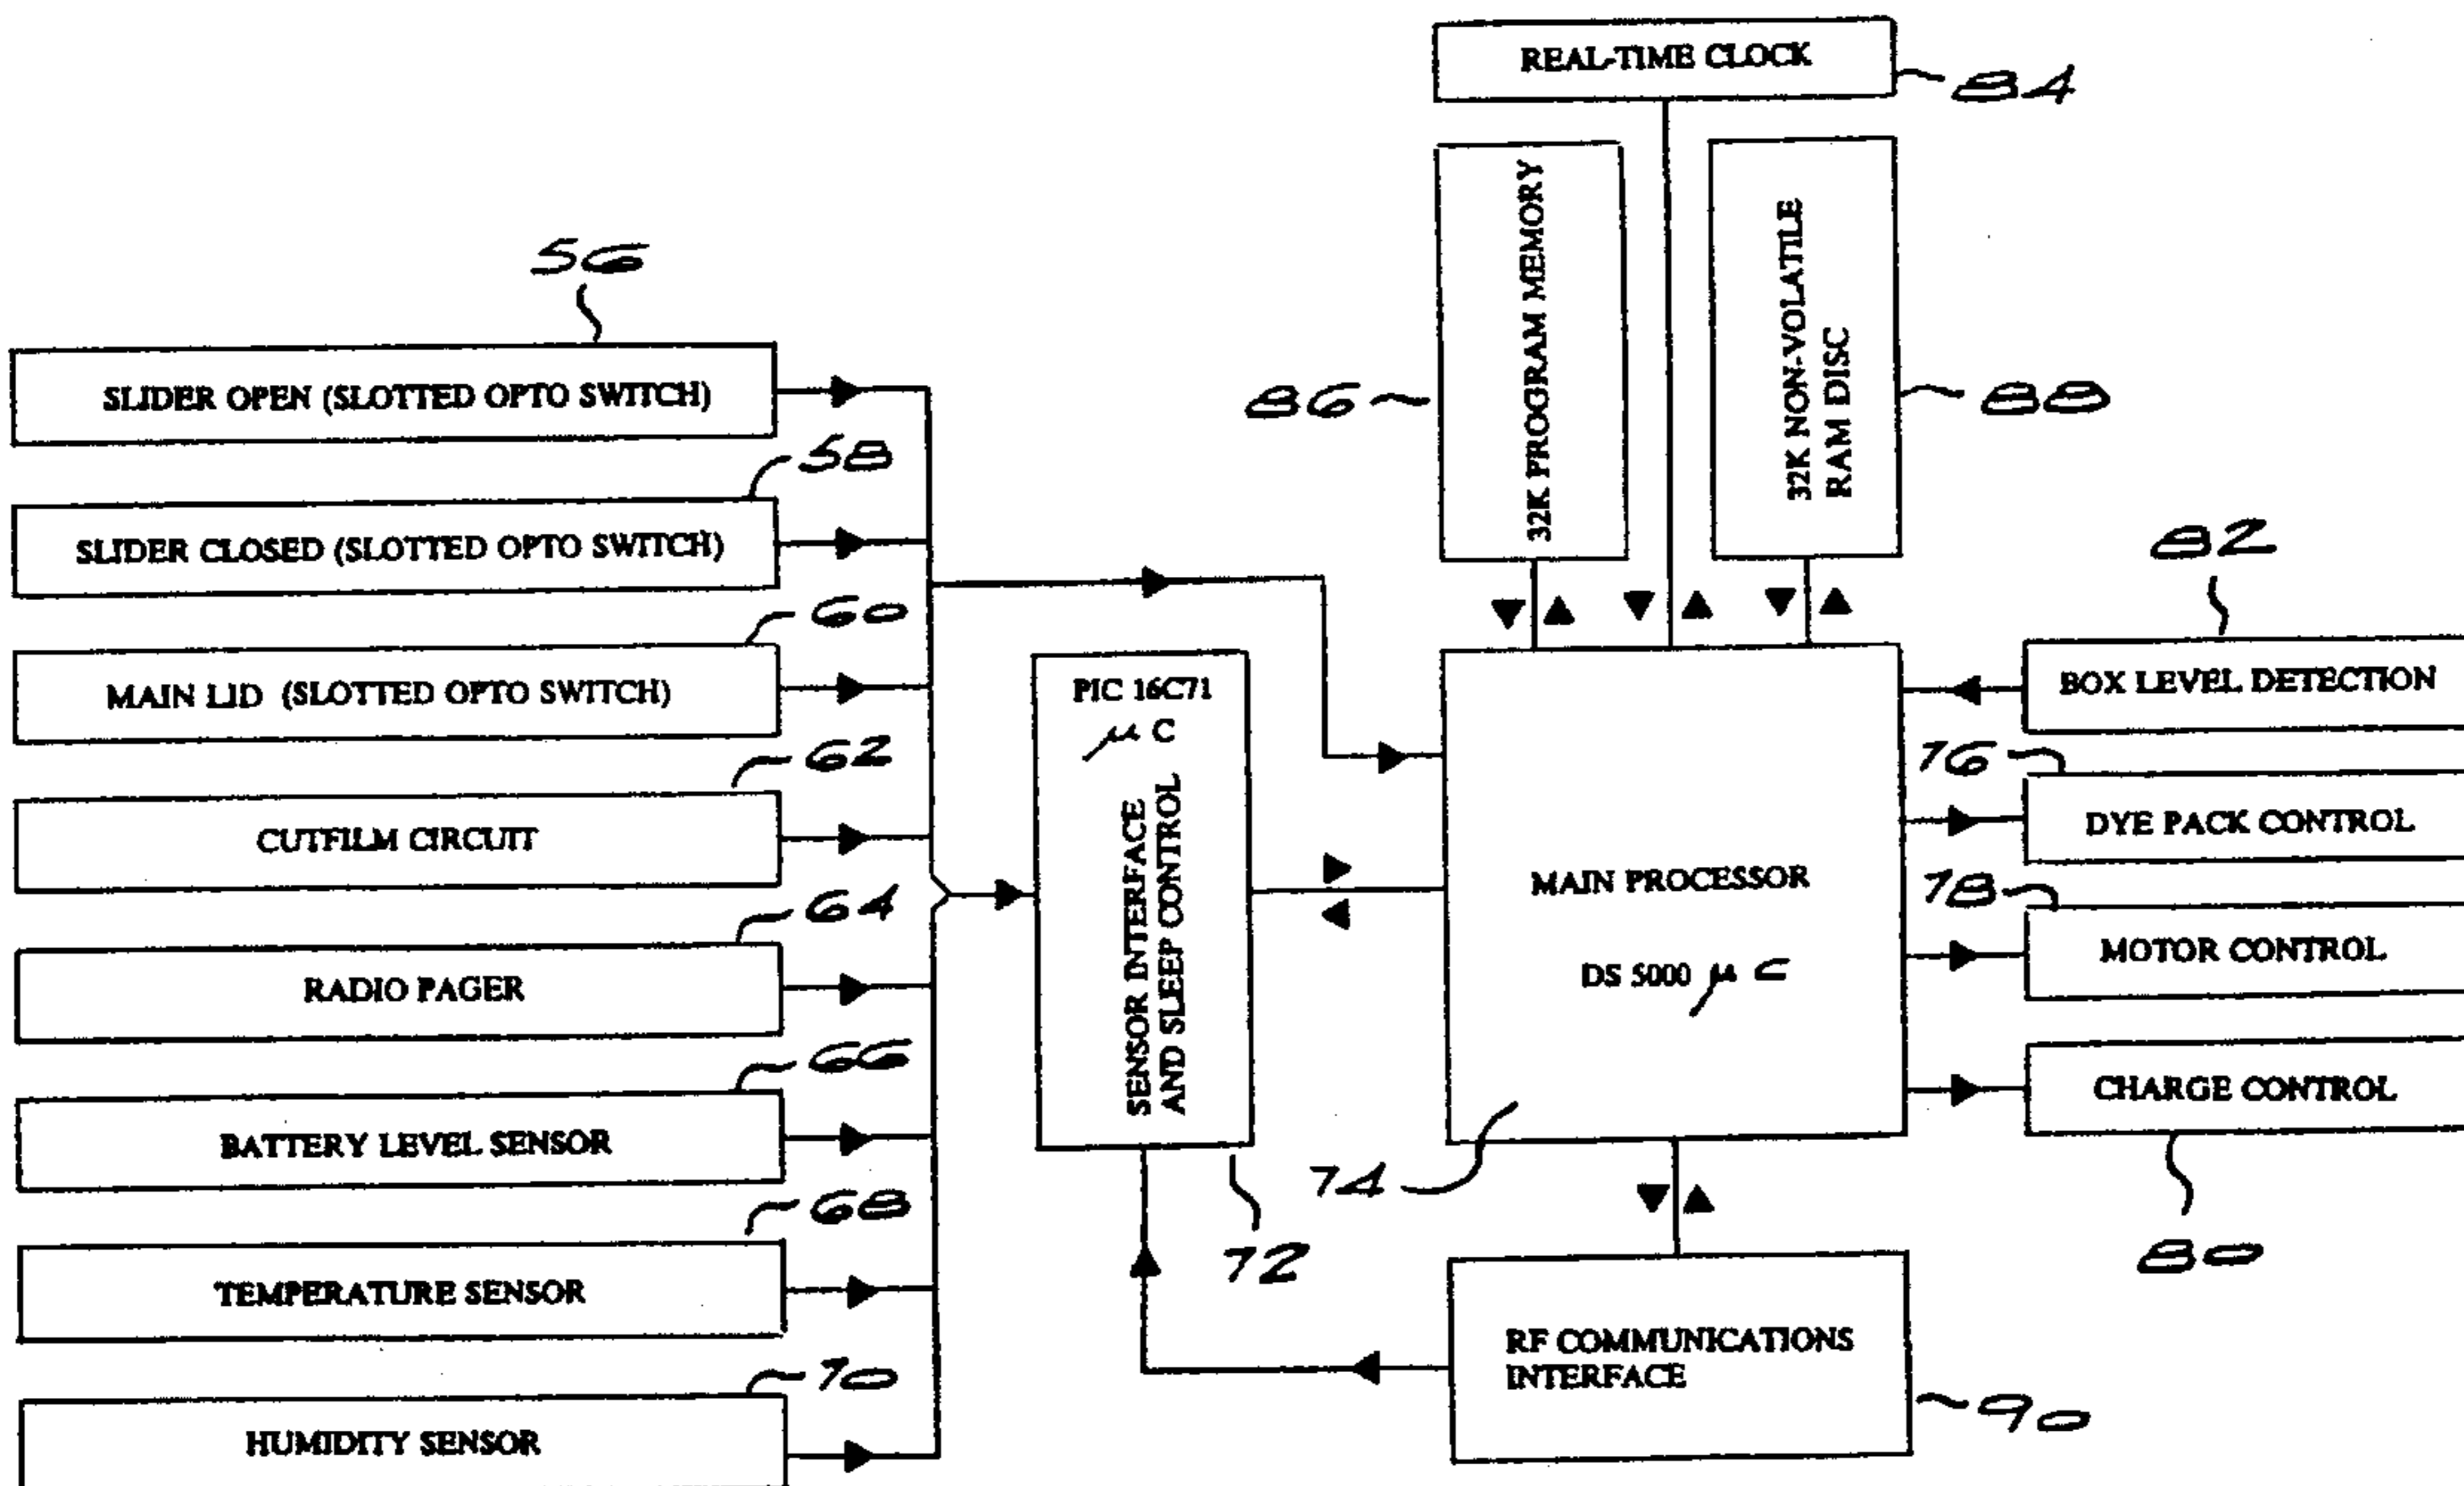 REAL-TIME CLOCK
84
32K PROGRAM MEMORY
86
32K NON-VOLATILE
RAM DISC
88
56
SLIDER OPEN (SLOTTED OPTO SWITCH)
58
SLIDER CLOSED (SLOTTED OPTO SWITCH)
60
MAIN LID (SLOTTED OPTO SWITCH)
62
CUTFILM CIRCUIT
64
RADIO PAGER
66
BATTERY LEVEL SENSOR
68
TEMPERATURE SENSOR
70
HUMIDITY SENSOR
PIC 16C71
μ C
SENSOR INTERFACE
AND SLEEP CONTROL
72
MAIN PROCESSOR
DS 5000 μ C
74
82
BOX LEVEL DETECTION
76
DYE PACK CONTROL
78
MOTOR CONTROL
CHARGE CONTROL
80
RF COMMUNICATIONS
INTERFACE
90